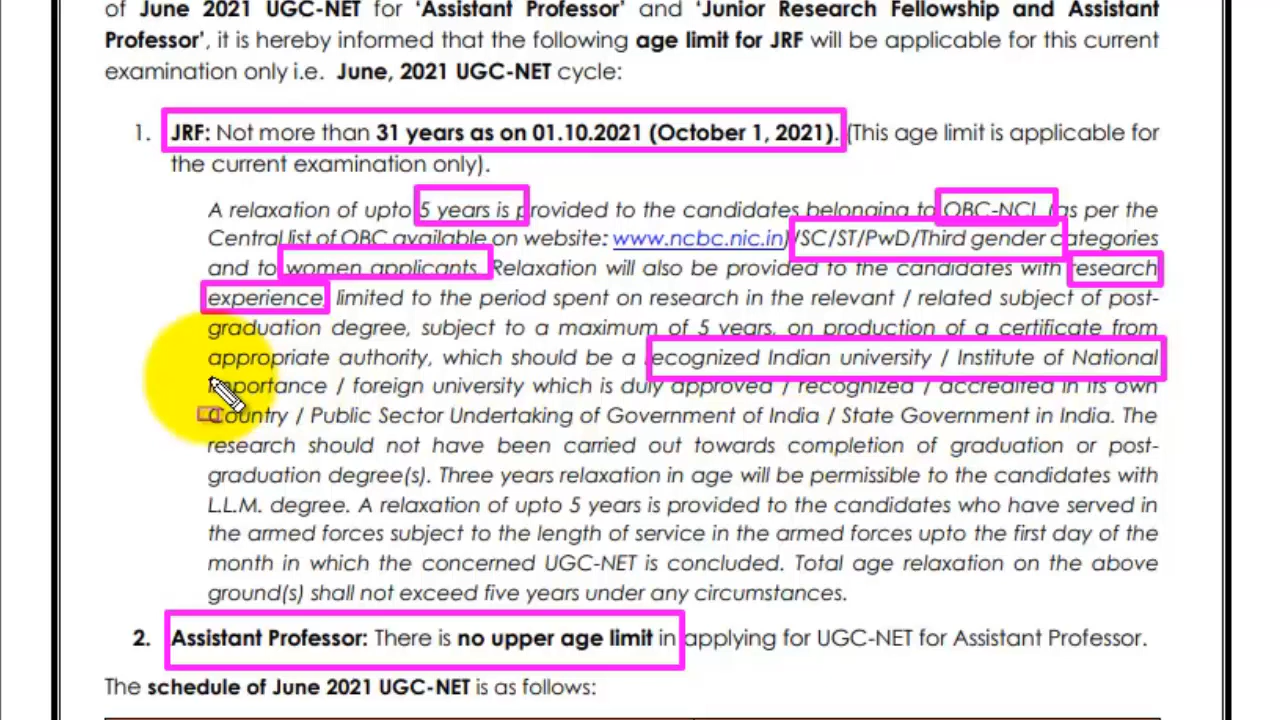 of June 2021 UGC-NET for ‘Assistant Professor’ and ‘Junior Research Fellowship and Assistant
Professor’, it is hereby informed that the following age limit for JRF will be applicable for this current
examination only i.e. June, 2021 UGC-NET cycle:
1. JRF: Not more than 31 years as on 01.10.2021 (October 1, 2021). (This age limit is applicable for
the current examination only).
A relaxation of upto 5 years is provided to the candidates belonging to OBC-NCL (as per the
Central list of OBC available on website: www.ncbc.nic.in)/SC/ST/PwD/Third gender categories
and to women applicants. Relaxation will also be provided to the candidates with research
experience, limited to the period spent on research in the relevant / related subject of post-
graduation degree, subject to a maximum of 5 years, on production of a certificate from
appropriate authority, which should be a recognized Indian university / Institute of National
Importance / foreign university which is duly approved / recognized / accredited in its own
Country / Public Sector Undertaking of Government of India / State Government in India. The
research should not have been carried out towards completion of graduation or post-
graduation degree(s). Three years relaxation in age will be permissible to the candidates with
L.L.M. degree. A relaxation of upto 5 years is provided to the candidates who have served in
the armed forces subject to the length of service in the armed forces upto the first day of the
month in which the concerned UGC-NET is concluded. Total age relaxation on the above
ground(s) shall not exceed five years under any circumstances.
2. Assistant Professor: There is no upper age limit in applying for UGC-NET for Assistant Professor.
The schedule of June 2021 UGC-NET is as follows: